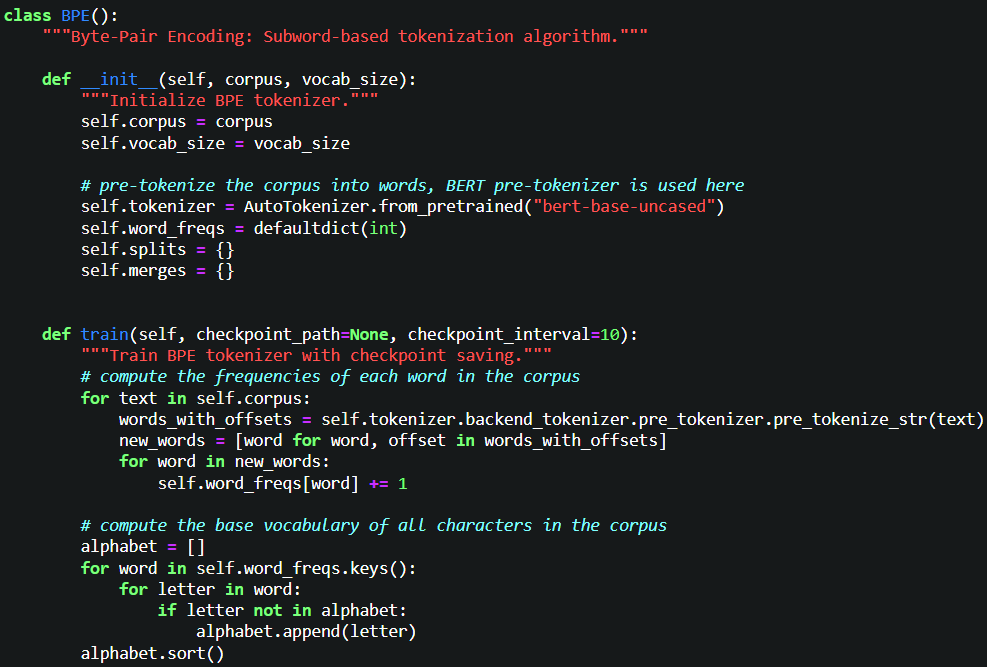 class BPE():
    """Byte-Pair Encoding: Subword-based tokenization algorithm."""

    def __init__(self, corpus, vocab_size):
        """Initialize BPE tokenizer."""
        self.corpus = corpus
        self.vocab_size = vocab_size

        # pre-tokenize the corpus into words, BERT pre-tokenizer is used here
        self.tokenizer = AutoTokenizer.from_pretrained("bert-base-uncased")
        self.word_freqs = defaultdict(int)
        self.splits = {}
        self.merges = {}


    def train(self, checkpoint_path=None, checkpoint_interval=10):
        """Train BPE tokenizer with checkpoint saving."""
        # compute the frequencies of each word in the corpus
        for text in self.corpus:
            words_with_offsets = self.tokenizer.backend_tokenizer.pre_tokenizer.pre_tokenize_str(text)
            new_words = [word for word, offset in words_with_offsets]
            for word in new_words:
                self.word_freqs[word] += 1

        # compute the base vocabulary of all characters in the corpus
        alphabet = []
        for word in self.word_freqs.keys():
            for letter in word:
                if letter not in alphabet:
                    alphabet.append(letter)
        alphabet.sort()